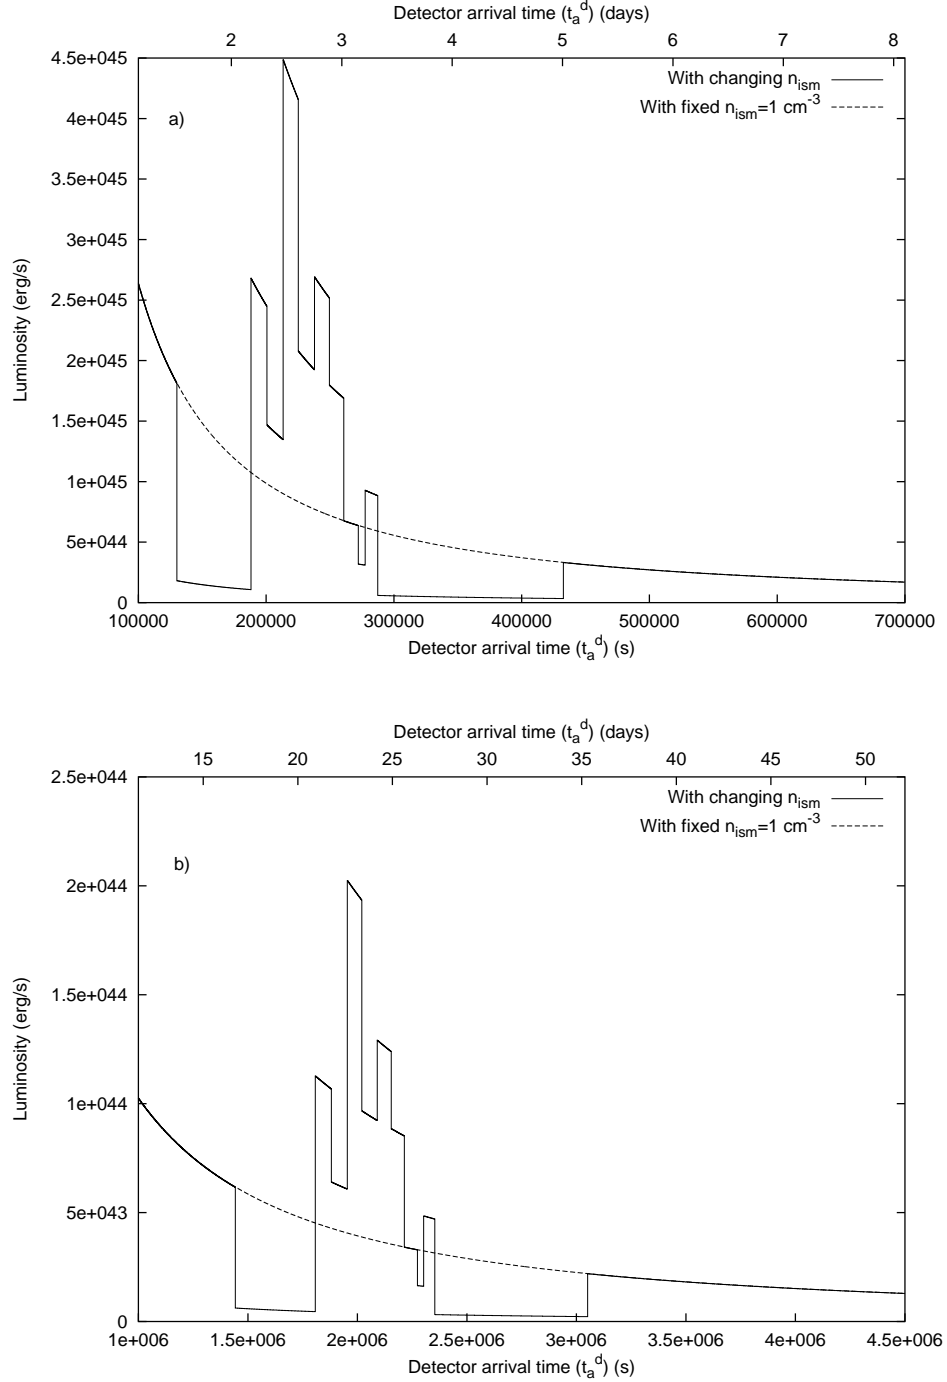 Detector arrival time (t_a^d) (days)
2 3 4 5 6 7 8
4.5e+045
4e+045
3.5e+045
3e+045
2.5e+045
2e+045
1.5e+045
1e+045
5e+044
0
Luminosity (erg/s)
a)
With changing n_ism
With fixed n_ism=1 cm^-3
100000 200000 300000 400000 500000 600000 700000
Detector arrival time (t_a^d) (s)
Detector arrival time (t_a^d) (days)
15 20 25 30 35 40 45 50
2.5e+044
2e+044
1.5e+044
1e+044
5e+043
0
Luminosity (erg/s)
b)
With changing n_ism
With fixed n_ism=1 cm^-3
1e+006 1.5e+006 2e+006 2.5e+006 3e+006 3.5e+006 4e+006 4.5e+006
Detector arrival time (t_a^d) (s)